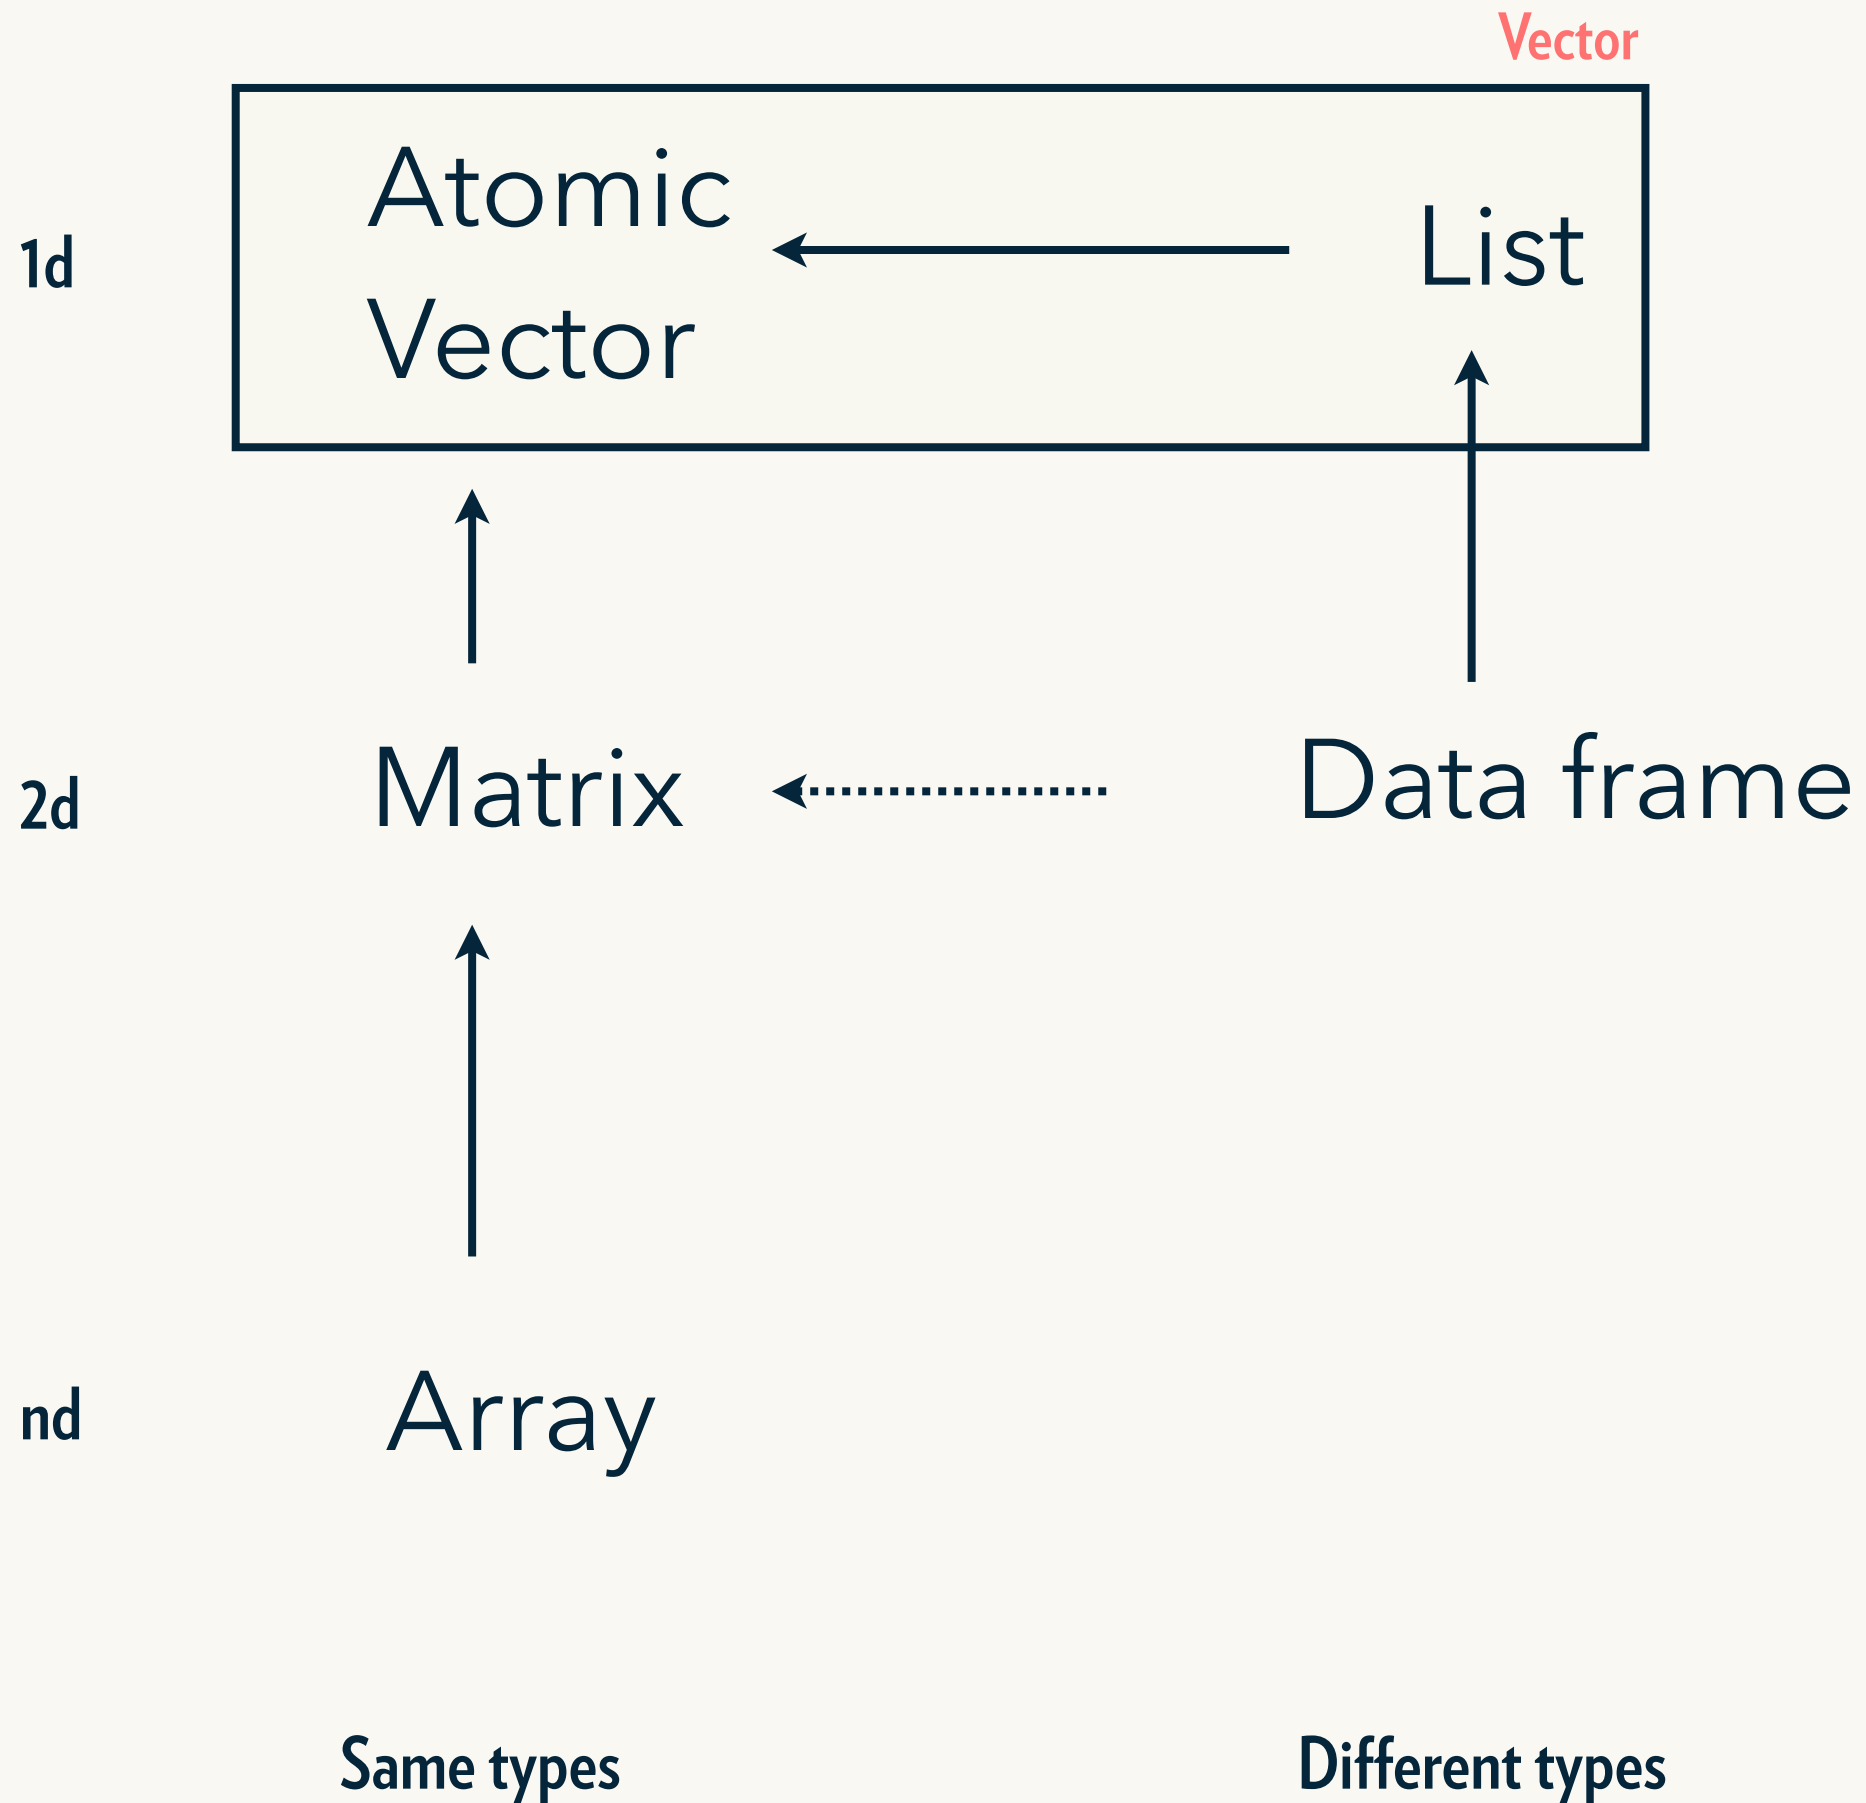 Vector
1d
Atomic
Vector
List
2d
Matrix
Data frame
nd
Array
Same types
Different types